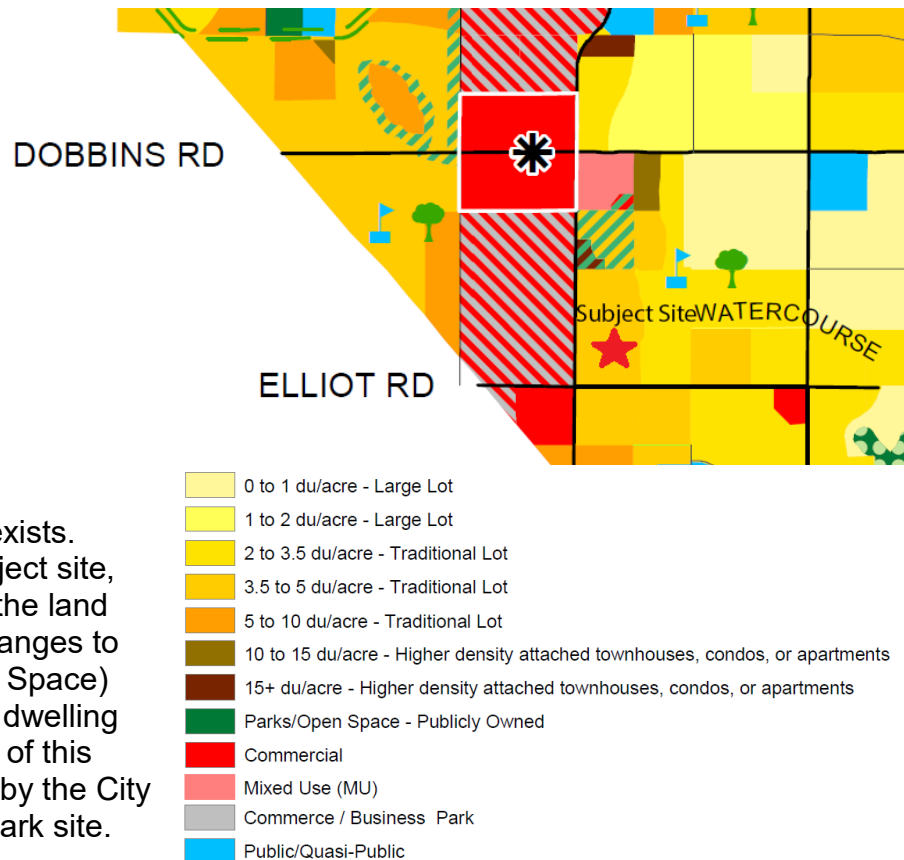 DOBBINS RD
Subject Site
WATERCOURSE
ELLIOT RD
exists.
ject site,
the land
anges to
Space)
dwelling
of this
by the City
ark site.
0 to 1 du/acre - Large Lot
1 to 2 du/acre - Large Lot
2 to 3.5 du/acre - Traditional Lot
3.5 to 5 du/acre - Traditional Lot
5 to 10 du/acre - Traditional Lot
10 to 15 du/acre - Higher density attached townhouses, condos, or apartments
15+ du/acre - Higher density attached townhouses, condos, or apartments
Parks/Open Space - Publicly Owned
Commercial
Mixed Use (MU)
Commerce / Business Park
Public/Quasi-Public